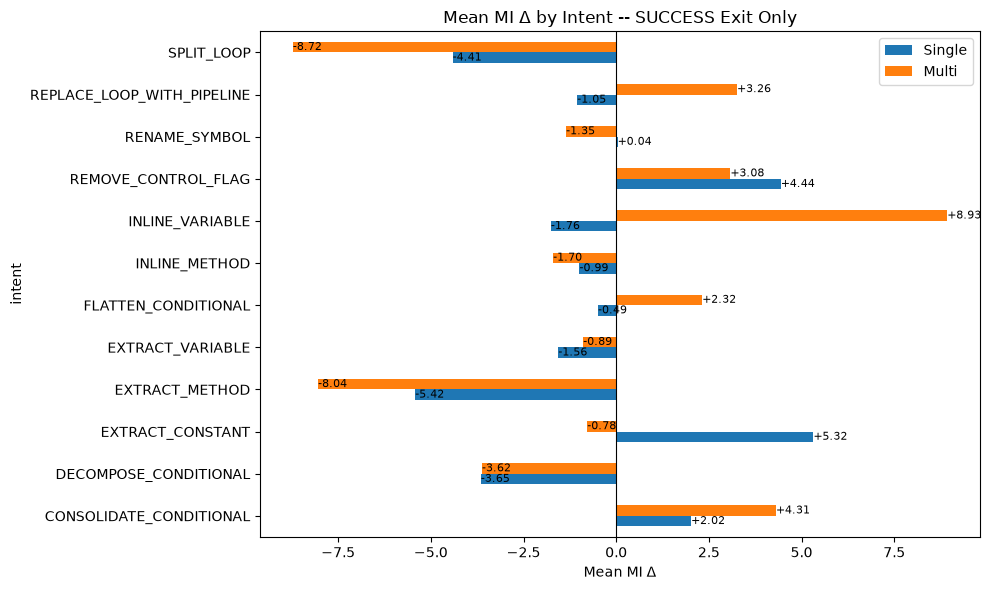 Mean MI Δ by Intent -- SUCCESS Exit Only
Single
Multi
intent
SPLIT_LOOP
-8.72
-4.41
REPLACE_LOOP_WITH_PIPELINE
+3.26
-1.05
RENAME_SYMBOL
-1.35
+0.04
REMOVE_CONTROL_FLAG
+3.08
+4.44
INLINE_VARIABLE
+8.93
-1.76
INLINE_METHOD
-1.70
-0.99
FLATTEN_CONDITIONAL
+2.32
-0.49
EXTRACT_VARIABLE
-0.89
-1.56
EXTRACT_METHOD
-8.04
-5.42
EXTRACT_CONSTANT
-0.78
+5.32
DECOMPOSE_CONDITIONAL
-3.62
-3.65
CONSOLIDATE_CONDITIONAL
+4.31
+2.02
−7.5 −5.0 −2.5 0.0 2.5 5.0 7.5
Mean MI Δ